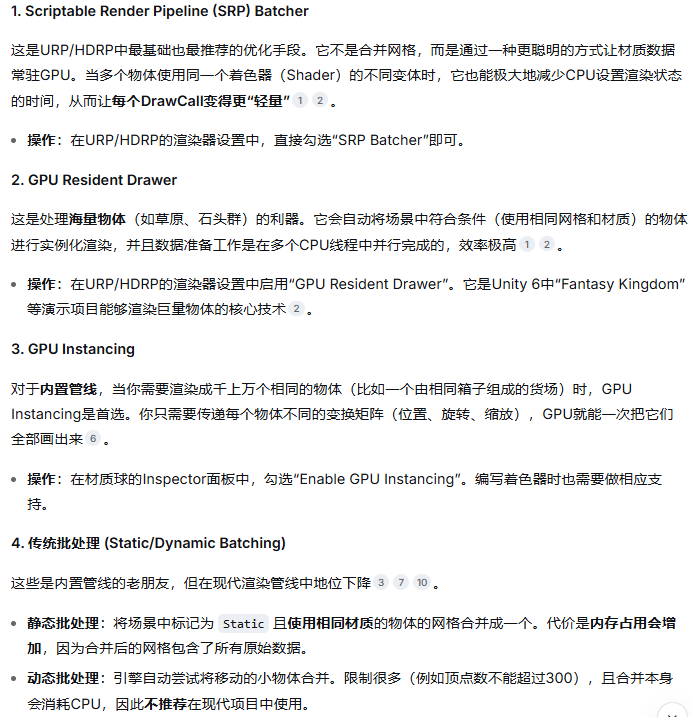 1. Scriptable Render Pipeline (SRP) Batcher
这是URP/HDRP中最基础也最推荐的优化手段。它不是合并网格，而是通过一种更聪明的方式让材质数据
常驻GPU。当多个物体使用同一个着色器（Shader）的不同变体时，它也能极大地减少CPU设置渲染状态
的时间，从而让每个DrawCall变得更“轻量” 1 2 。
操作：在URP/HDRP的渲染器设置中，直接勾选“SRP Batcher”即可。
2. GPU Resident Drawer
这是处理海量物体（如草原、石头群）的利器。它会自动将场景中符合条件（使用相同网格和材质）的物体
进行实例化渲染，并且数据准备工作是在多个CPU线程中并行完成的，效率极高 1 2 。
操作：在URP/HDRP的渲染器设置中启用“GPU Resident Drawer”。它是Unity 6中“Fantasy Kingdom”
等演示项目能够渲染巨量物体的核心技术 2 。
3. GPU Instancing
对于内置管线，当你需要渲染成千上万个相同的物体（比如一个由相同箱子组成的货场）时，GPU
Instancing是首选。你只需要传递每个物体不同的变换矩阵（位置、旋转、缩放），GPU就能一次把它们
全部画出来 6 。
操作：在材质球的Inspector面板中，勾选“Enable GPU Instancing”。编写着色器时也需要做相应支
持。
4. 传统批处理 (Static/Dynamic Batching)
这些是内置管线的老朋友，但在现代渲染管线中地位下降 3 7 10 。
静态批处理：将场景中标记为 Static 且使用相同材质的物体的网格合并成一个。代价是内存占用会增
加，因为合并后的网格包含了所有原始数据。
动态批处理：引擎自动尝试将移动的小物体合并。限制很多（例如顶点数不能超过300），且合并本身
会消耗CPU，因此不推荐在现代项目中使用。